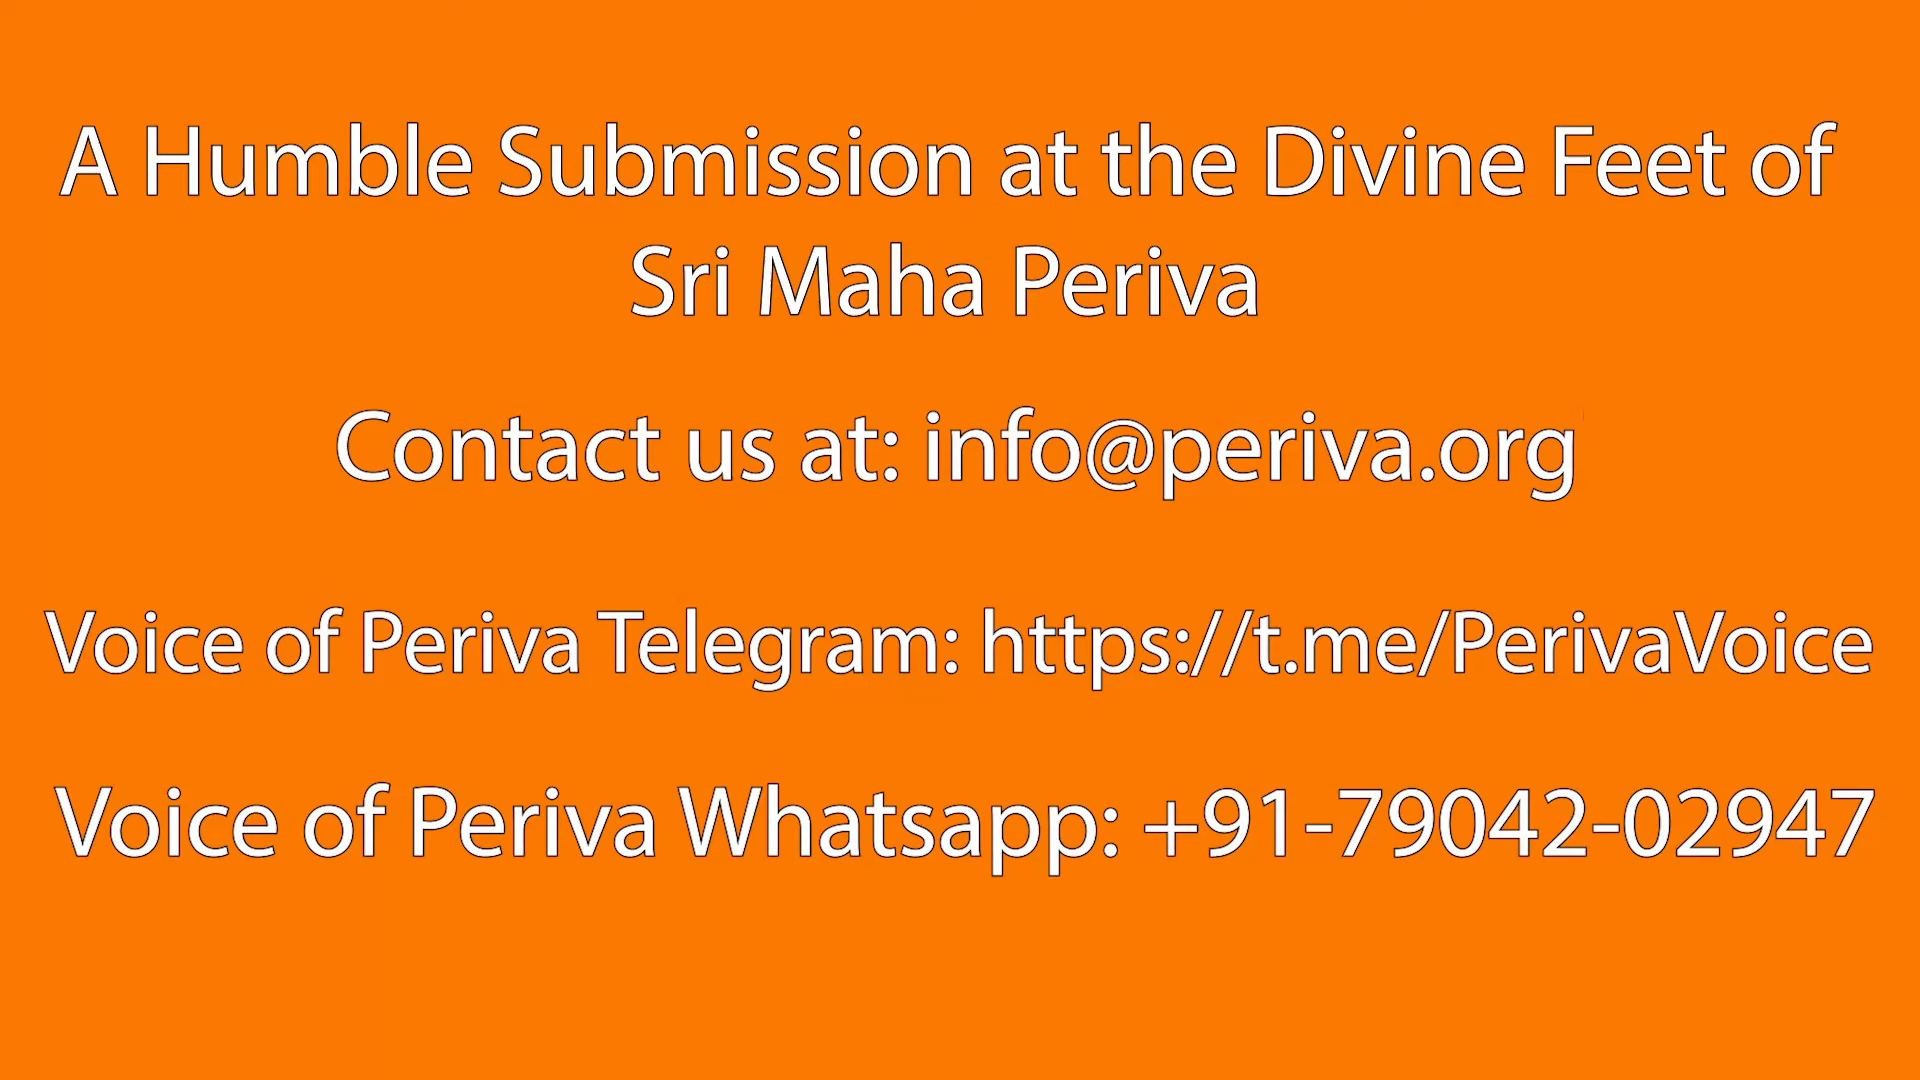 A Humble Submission at the Divine Feet of
Sri Maha Periva
Contact us at: info@periva.org
Voice of Periva Telegram: https://t.me/PerivaVoice
Voice of Periva Whatsapp: +91-79042-02947